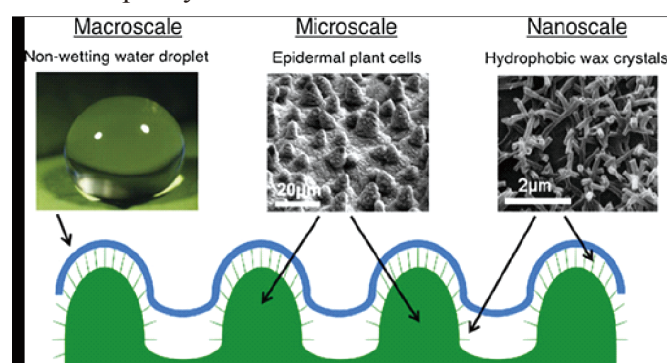 Macroscale
Microscale
Nanoscale
Non-wetting water droplet
Epidermal plant cells
Hydrophobic wax crystals
20μm
2μm